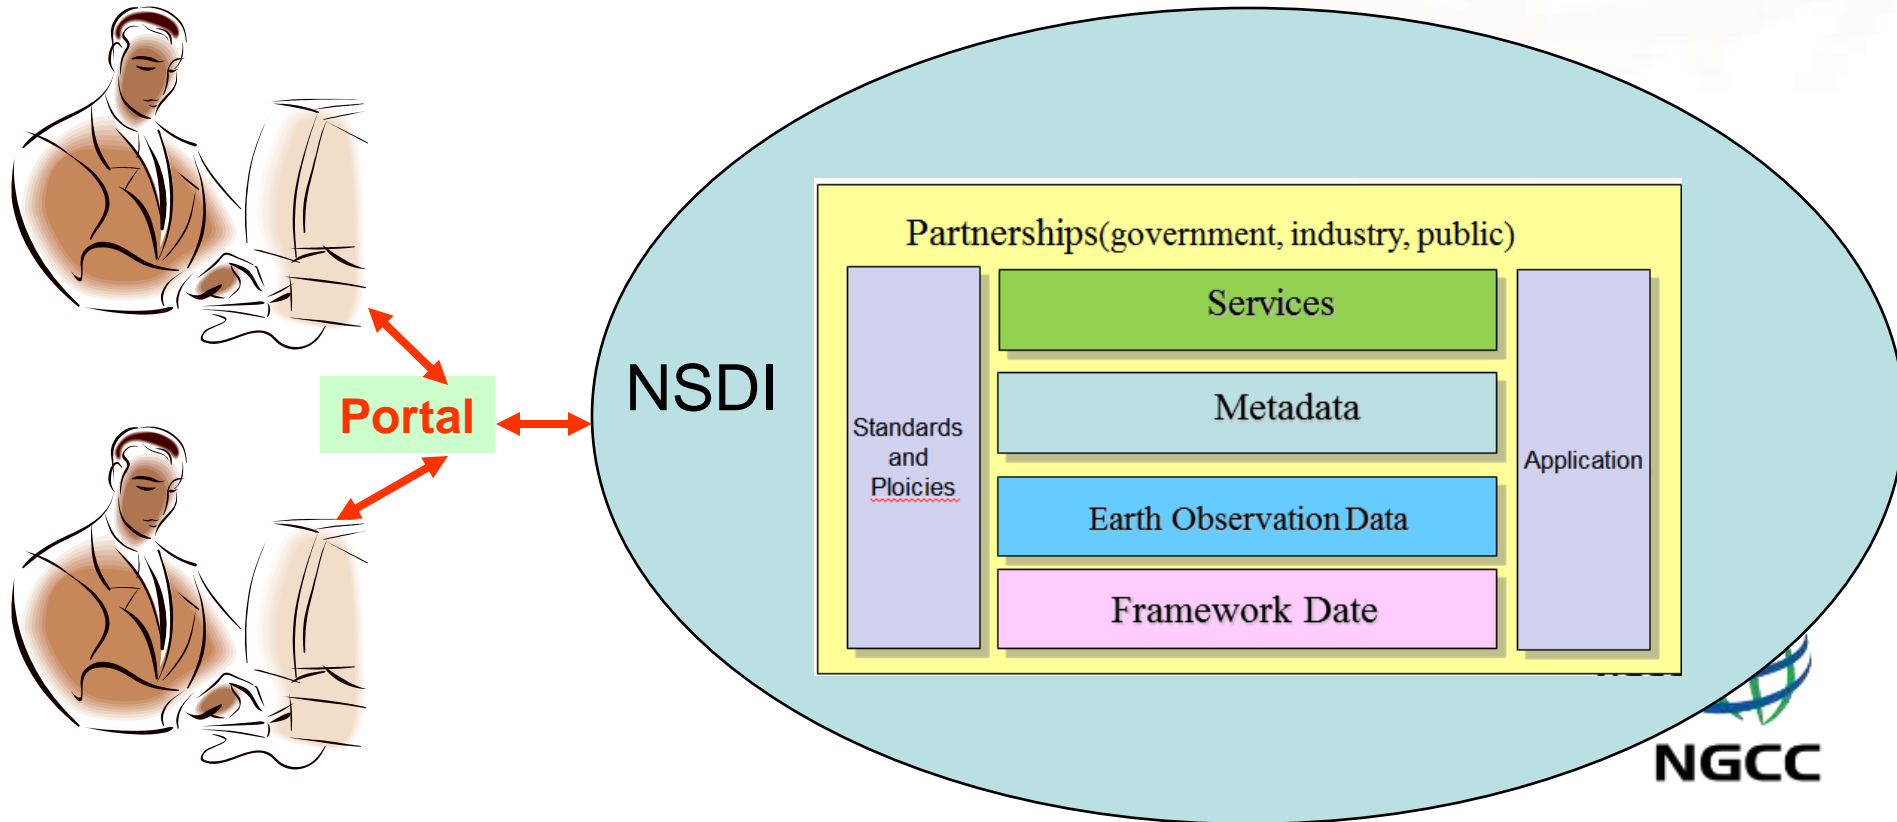 Portal
NSDI
Partnerships(government, industry, public)
Standards
and
Ploicies
Services
Metadata
Earth Observation Data
Framework Date
Application
NGCC